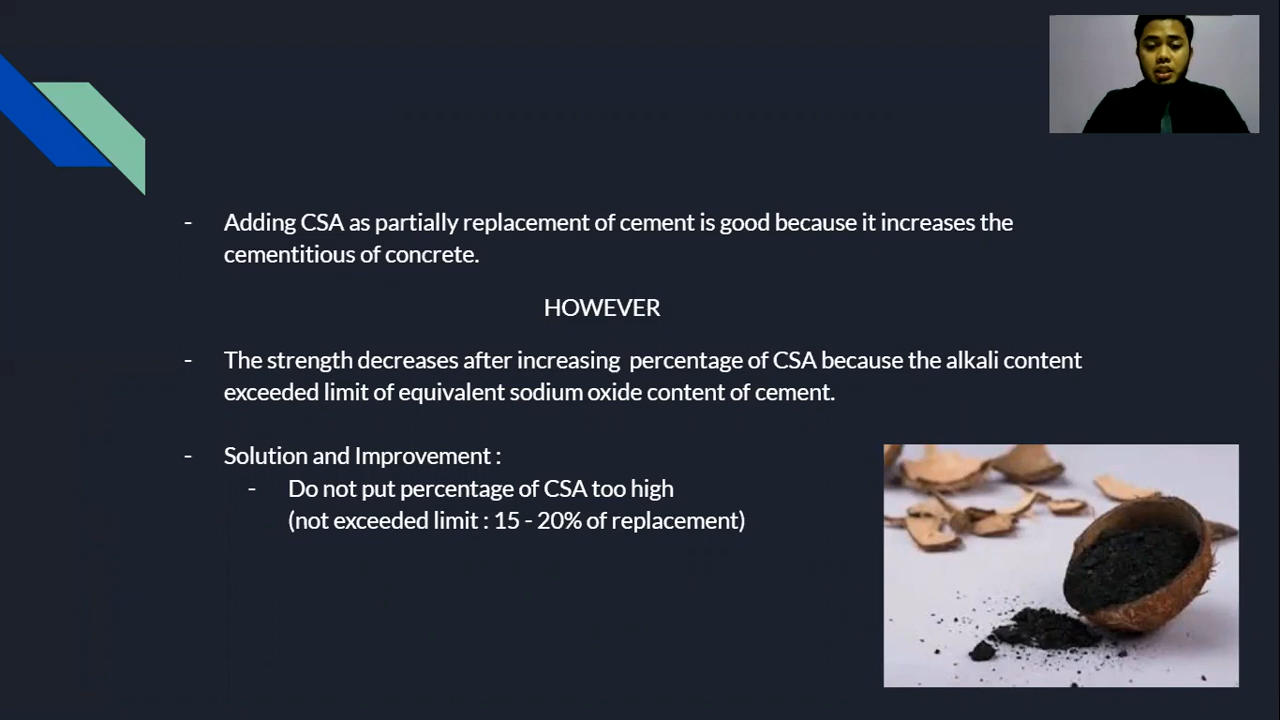 - Adding CSA as partially replacement of cement is good because it increases the
cementitious of concrete.
HOWEVER
- The strength decreases after increasing  percentage of CSA because the alkali content
exceeded limit of equivalent sodium oxide content of cement.
- Solution and Improvement :
- Do not put percentage of CSA too high
(not exceeded limit : 15 - 20% of replacement)